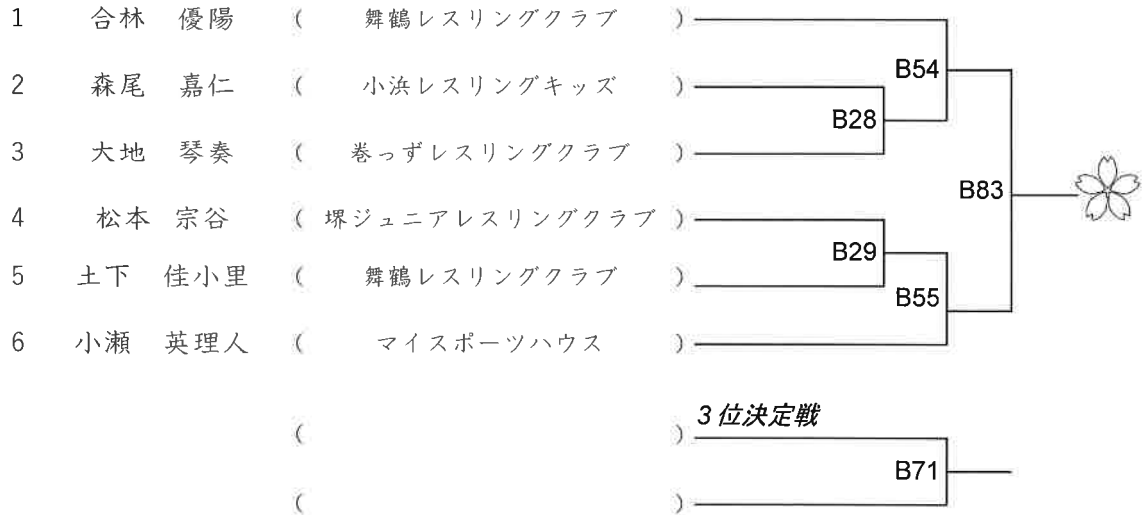 1 合林 優陽 ( 舞鶴レスリングクラブ )
B54
2 森尾 嘉仁 ( 小浜レスリングキッズ )
B28
3 大地 琴奏 ( 巻っずレスリングクラブ )
B83
4 松本 宗谷 ( 堺ジュニアレスリングクラブ )
B29
5 土下 佳小里 ( 舞鶴レスリングクラブ )
B55
6 小瀬 英理人 ( マイスポーツハウス )
3位決定戦
( )
B71
( )